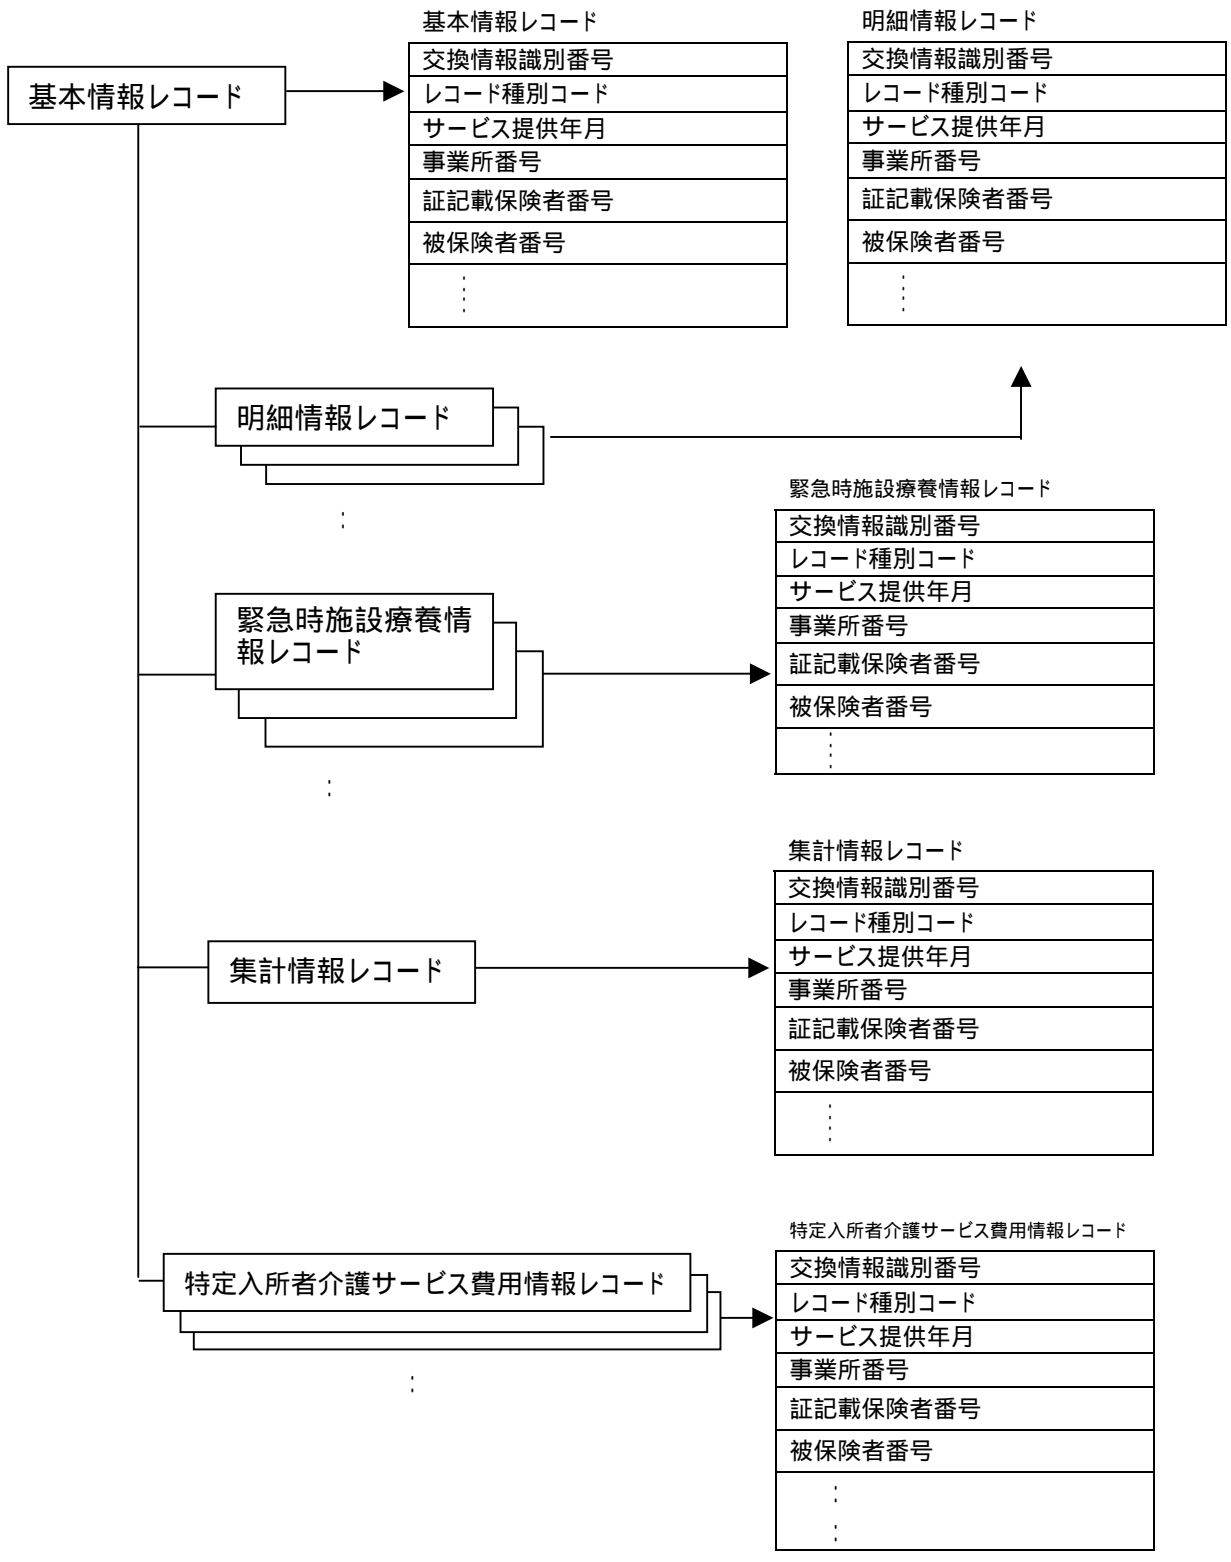 基本情報レコード
基本情報レコード
交換情報識別番号
レコード種別コード
サービス提供年月
事業所番号
証記載保険者番号
被保険者番号
明細情報レコード
交換情報識別番号
レコード種別コード
サービス提供年月
事業所番号
証記載保険者番号
被保険者番号
明細情報レコード
緊急時施設療養情
報レコード
緊急時施設療養情報レコード
交換情報識別番号
レコード種別コード
サービス提供年月
事業所番号
証記載保険者番号
被保険者番号
集計情報レコード
集計情報レコード
交換情報識別番号
レコード種別コード
サービス提供年月
事業所番号
証記載保険者番号
被保険者番号
特定入所者介護サービス費用情報レコード
特定入所者介護サービス費用情報レコード
交換情報識別番号
レコード種別コード
サービス提供年月
事業所番号
証記載保険者番号
被保険者番号